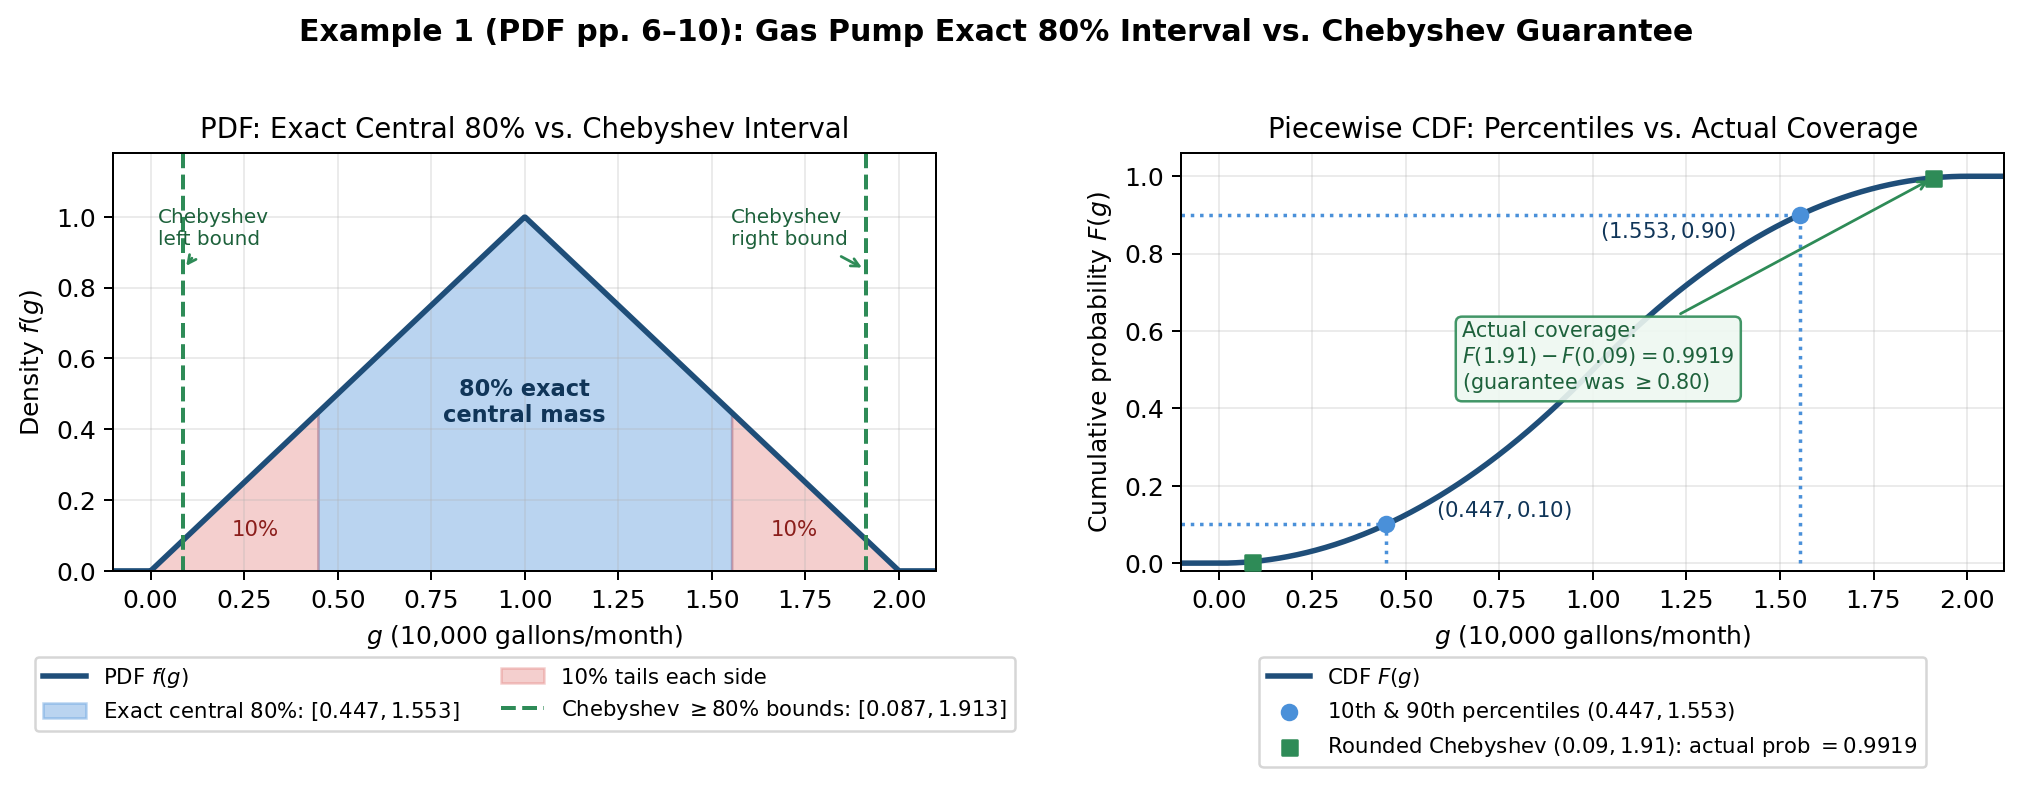 Example 1 (PDF pp. 6–10): Gas Pump Exact 80% Interval vs. Chebyshev Guarantee
PDF: Exact Central 80% vs. Chebyshev Interval
Density f(g)
1.0
0.8
0.6
0.4
0.2
0.0
Chebyshev
left bound
Chebyshev
right bound
80% exact
central mass
10%
10%
0.00 0.25 0.50 0.75 1.00 1.25 1.50 1.75 2.00
g (10,000 gallons/month)
PDF f(g)
Exact central 80%: [0.447, 1.553]
10% tails each side
Chebyshev ≥80% bounds: [0.087, 1.913]
Piecewise CDF: Percentiles vs. Actual Coverage
Cumulative probability F(g)
1.0
0.8
0.6
0.4
0.2
0.0
(1.553, 0.90)
Actual coverage:
F(1.91) − F(0.09) = 0.9919
(guarantee was ≥0.80)
(0.447, 0.10)
0.00 0.25 0.50 0.75 1.00 1.25 1.50 1.75 2.00
g (10,000 gallons/month)
CDF F(g)
10th & 90th percentiles (0.447, 1.553)
Rounded Chebyshev (0.09, 1.91): actual prob = 0.9919